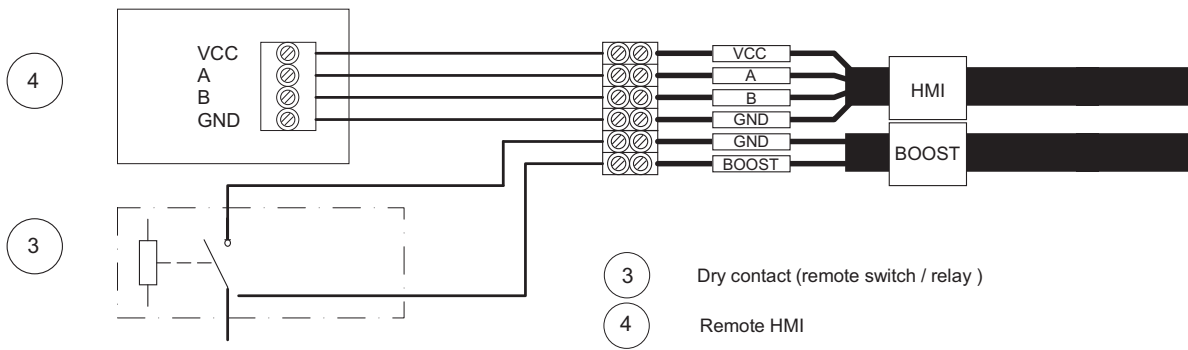 VCC
A
B
GND
4
VCC
A
B
GND
GND
BOOST
HMI
BOOST
3
3 Dry contact (remote switch / relay )
4 Remote HMI